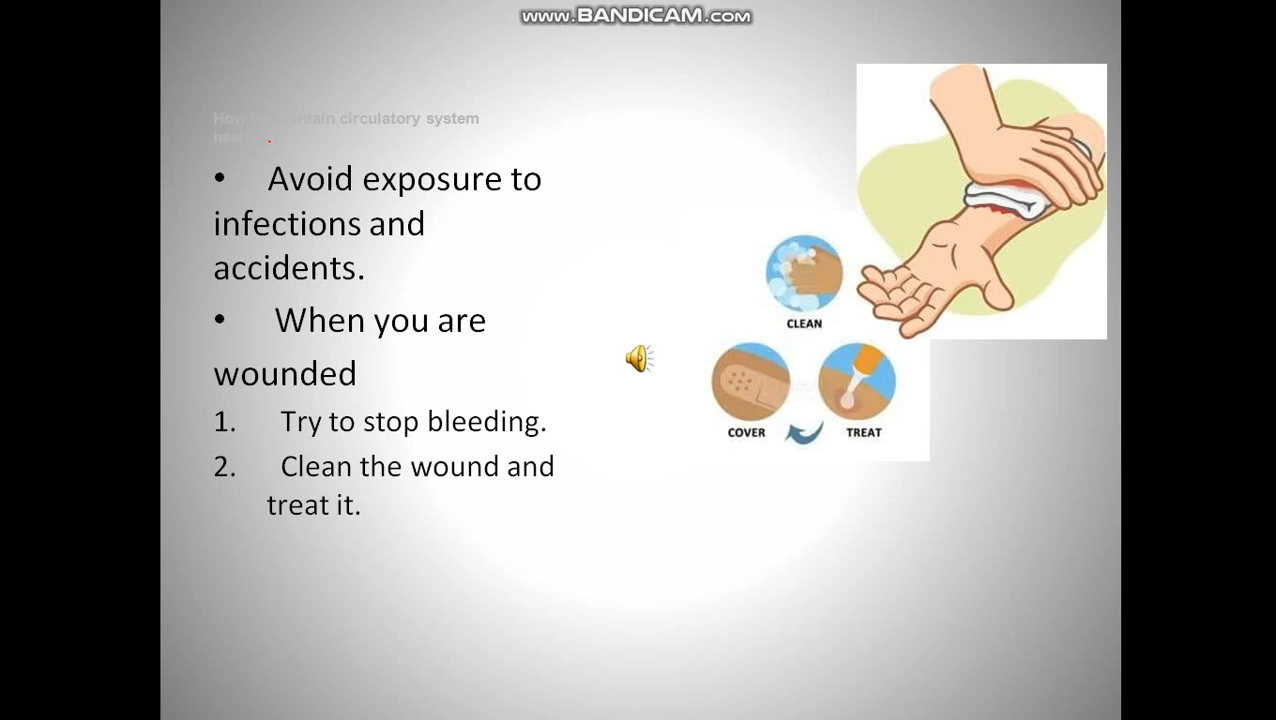 www.BANDICAM.com
How circulatory system
• Avoid exposure to
infections and
accidents.
• When you are
wounded
1. Try to stop bleeding.
2. Clean the wound and
treat it.
CLEAN
COVER
TREAT